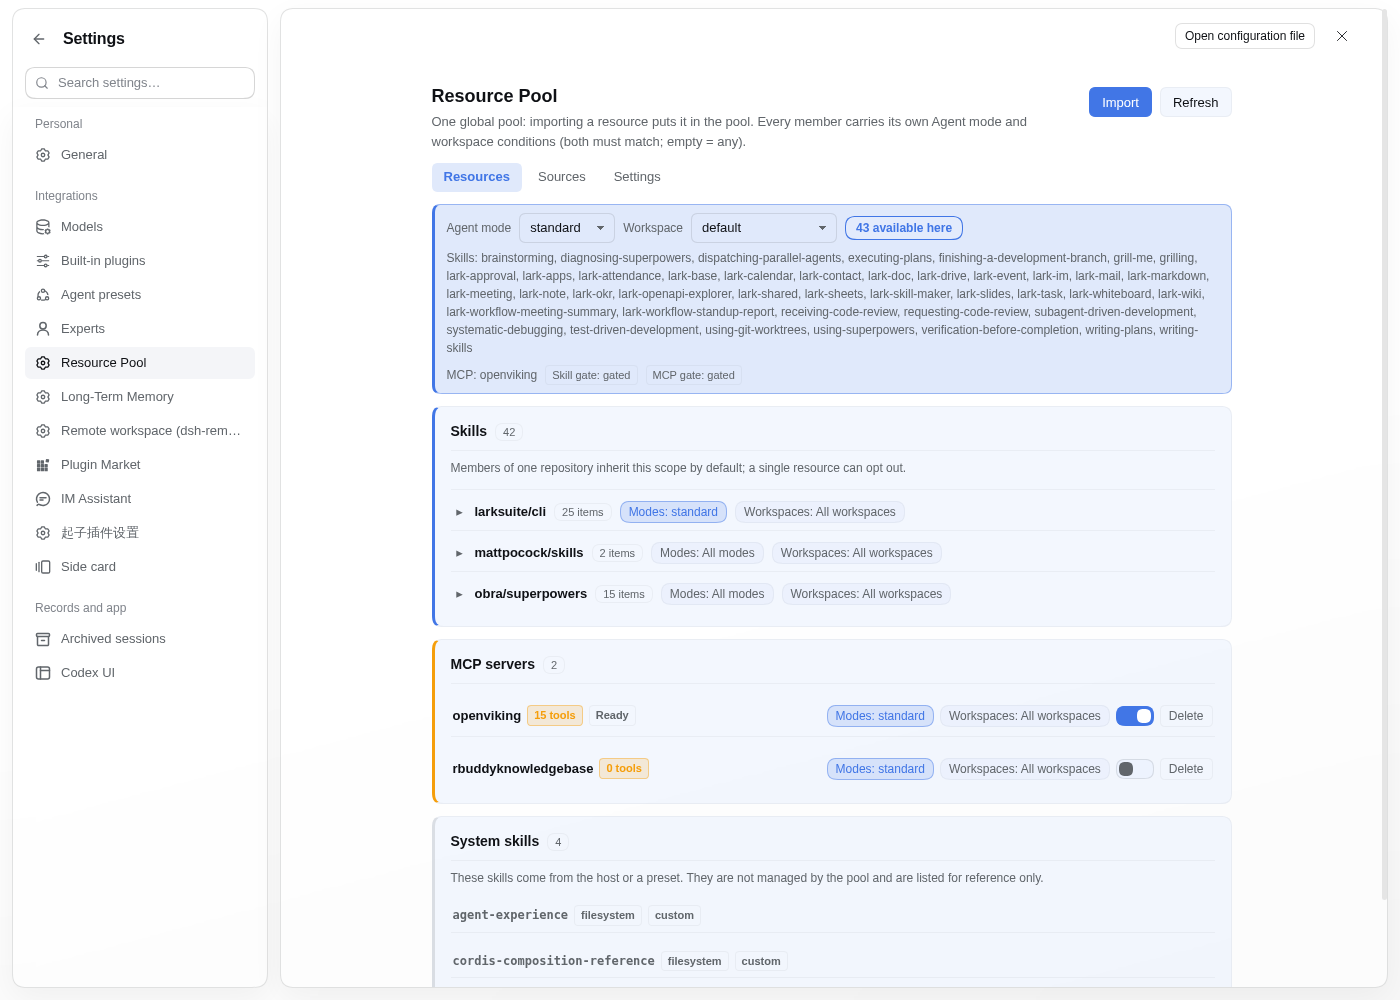 Settings
Search settings…
Personal
General
Integrations
Models
Built-in plugins
Agent presets
Experts
Resource Pool
Long-Term Memory
Remote workspace (dsh-rem…
Plugin Market
IM Assistant
起子插件设置
Side card
Records and app
Archived sessions
Codex UI
Open configuration file
Resource Pool
One global pool: importing a resource puts it in the pool. Every member carries its own Agent mode and
workspace conditions (both must match; empty = any).
Import
Refresh
Resources Sources Settings
Agent mode standard Workspace default 43 available here
Skills: brainstorming, diagnosing-superpowers, dispatching-parallel-agents, executing-plans, finishing-a-development-branch, grill-me, grilling,
lark-approval, lark-apps, lark-attendance, lark-base, lark-calendar, lark-contact, lark-doc, lark-drive, lark-event, lark-im, lark-mail, lark-markdown,
lark-meeting, lark-note, lark-okr, lark-openapi-explorer, lark-shared, lark-sheets, lark-skill-maker, lark-slides, lark-task, lark-whiteboard, lark-wiki,
lark-workflow-meeting-summary, lark-workflow-standup-report, receiving-code-review, requesting-code-review, subagent-driven-development,
systematic-debugging, test-driven-development, using-git-worktrees, using-superpowers, verification-before-completion, writing-plans, writing-
skills
MCP: openviking Skill gate: gated MCP gate: gated
Skills 42
Members of one repository inherit this scope by default; a single resource can opt out.
larksuite/cli 25 items Modes: standard Workspaces: All workspaces
mattpocock/skills 2 items Modes: All modes Workspaces: All workspaces
obra/superpowers 15 items Modes: All modes Workspaces: All workspaces
MCP servers 2
openviking 15 tools Ready Modes: standard Workspaces: All workspaces Delete
rbuddyknowledgebase 0 tools Modes: standard Workspaces: All workspaces Delete
System skills 4
These skills come from the host or a preset. They are not managed by the pool and are listed for reference only.
agent-experience filesystem custom
cordis-composition-reference filesystem custom